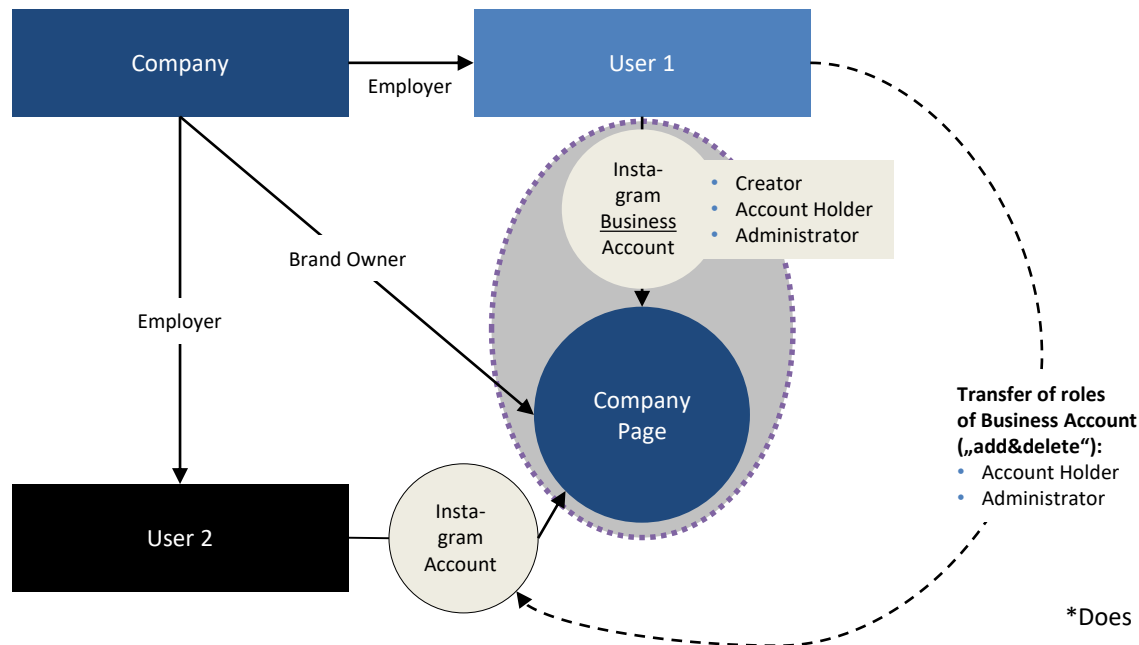 Company
User 1
Employer
Insta-
gram
Business
Account
• Creator
• Account Holder
• Administrator
Brand Owner
Employer
Company
Page
Transfer of roles
of Business Account
(„add&delete“):
• Account Holder
• Administrator
User 2
Insta-
gram
Account
*Does